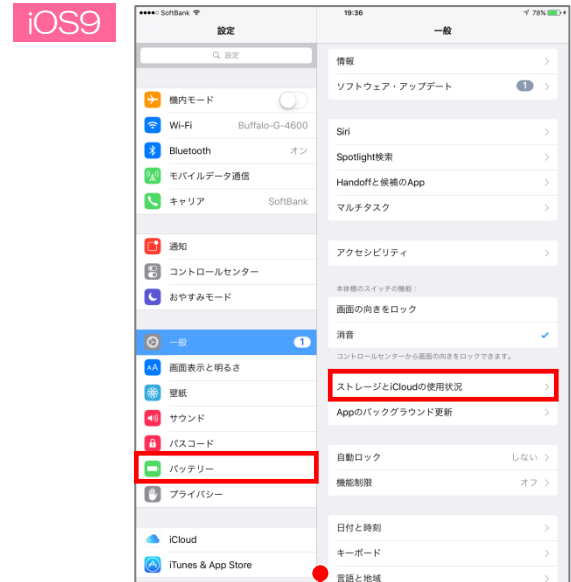 iOS9
SoftBank 19:36 78%
設定
設定
機内モード
Wi-Fi Buffalo-G-4600
Bluetooth オン
モバイルデータ通信
キャリア SoftBank
通知
コントロールセンター
おやすみモード
一般 1
画面表示と明るさ
壁紙
サウンド
パスコード
バッテリー
プライバシー
iCloud
iTunes & App Store
一般
情報
ソフトウェア・アップデート 1
Siri
Spotlight検索
Handoffと候補のApp
マルチタスク
アクセシビリティ
本体横のスイッチの機能：
画面の向きをロック
消音
コントロールセンターから画面の向きをロックできます。
ストレージとiCloudの使用状況
Appのバックグラウンド更新
自動ロック しない
機能制限 オフ
日付と時刻
キーボード
言語と地域